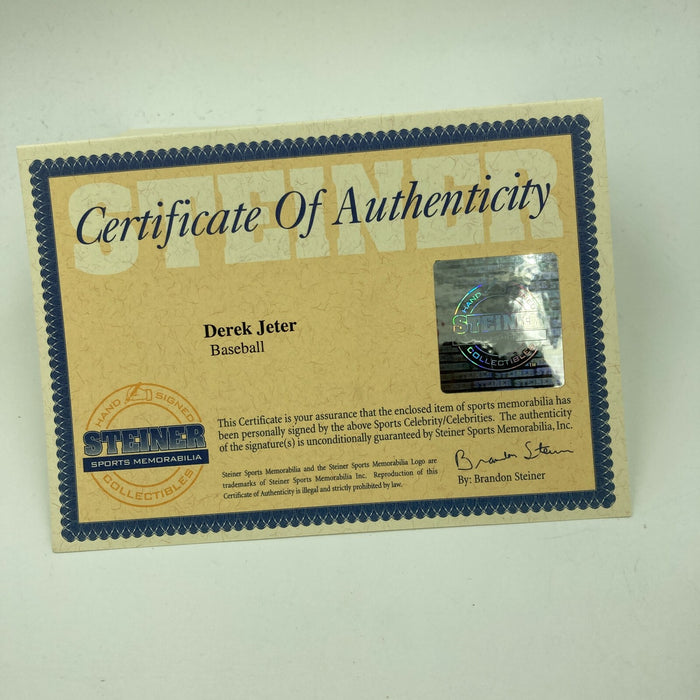 STEINER
Certificate Of Authenticity
HAND
STEINER
COLLECTIBLES
Derek Jeter
Baseball
HAND SIGNED
STEINER
SPORTS MEMORABILIA
COLLECTIBLES
This Certificate is your assurance that the enclosed item of sports memorabilia has
been personally signed by the above Sports Celebrity/Celebrities. The authenticity
of the signature(s) is unconditionally guaranteed by Steiner Sports Memorabilia, Inc.
Steiner Sports Memorabilia and the Steiner Sports Memorabilia Logo are
trademarks of Steiner Sports Memorabilia Inc. Reproduction of this
Certificate of Authenticity is illegal and strictly prohibited by law.
Brandon Steiner
By: Brandon Steiner